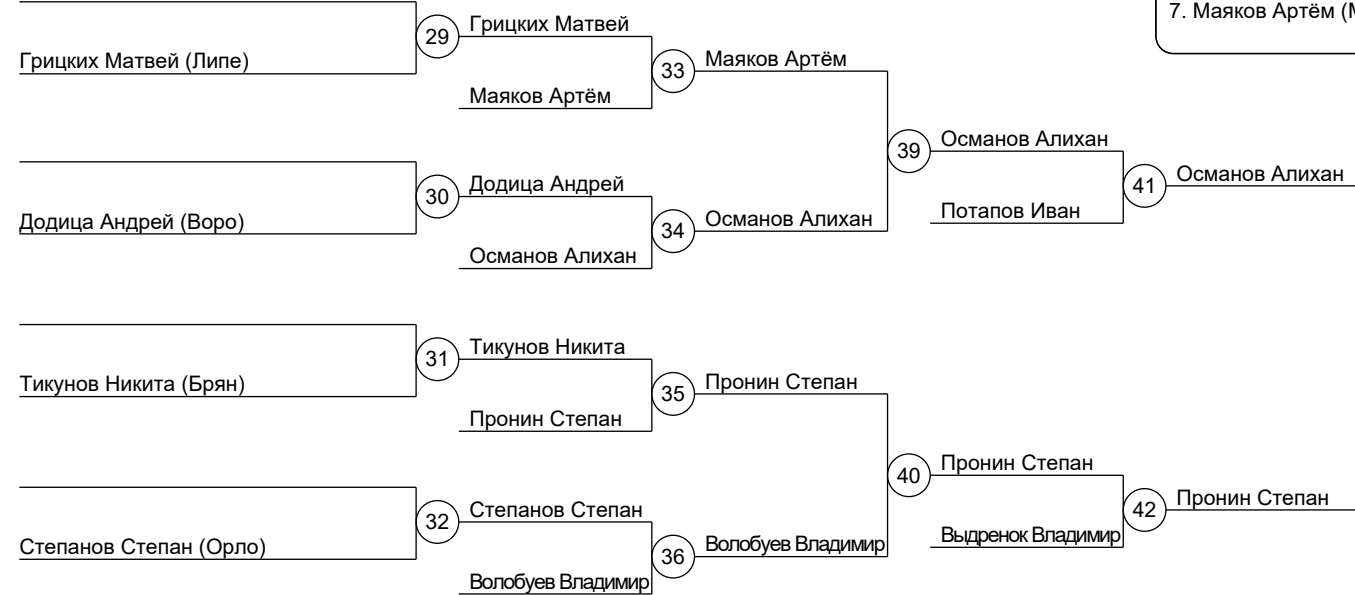 7. Маяков Артём (М
29
Грицких Матвей
Грицких Матвей (Липе)
33
Маяков Артём
Маяков Артём
39
Османов Алихан
30
Додица Андрей
41
Османов Алихан
Додица Андрей (Воро)
34
Османов Алихан
Потапов Иван
Османов Алихан
31
Тикунов Никита
Тикунов Никита (Брян)
35
Пронин Степан
Пронин Степан
40
Пронин Степан
32
Степанов Степан
42
Пронин Степан
Степанов Степан (Орло)
36
Волобуев Владимир
Выдренок Владимир
Волобуев Владимир